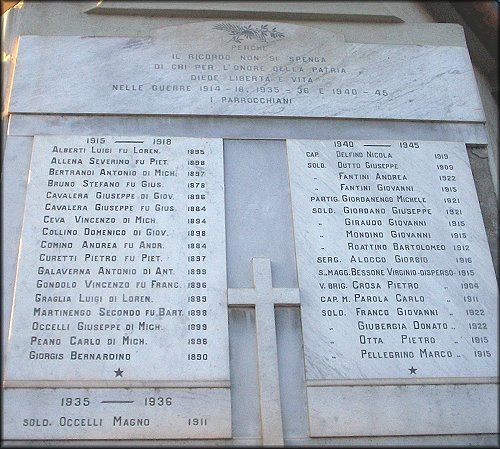 PERCHÈ
IL RICORDO NON SI SPENGA
DI CHI PER L'ONORE DELLA PATRIA
DIEDE LIBERTÀ E VITA
NELLE GUERRE 1914-18, 1935-36 E 1940-45
I PARROCCHIANI
1915 — 1918
ALBERTI LUIGI FU LOREN. 1895
ALLENA SEVERINO FU PIET. 1898
BERTRANDI ANTONIO DI MICH. 1897
BRUNO STEFANO FU GIUS. 1878
CAVALERA GIUSEPPE DI GIOV. 1896
CAVALERA GIUSEPPE FU GIUS. 1884
CEVA VINCENZO DI MICH. 1894
COLLINO DOMENICO DI GIOV. 1898
COMINO ANDREA FU ANDR. 1884
CURETTI PIETRO FU PIET. 1897
GALAVERNA ANTONIO DI ANT. 1899
GONDOLO VINCENZO FU FRANC. 1896
GRAGLIA LUIGI DI LOREN. 1889
MARTINENGO SECONDO FU BART. 1898
OCCELLI GIUSEPPE DI MICH. 1899
PEANO CARLO DI MICH. 1896
GIORGIS BERNARDINO 1890
1935 — 1936
SOLD. OCCELLI MAGNO 1911
1940 — 1945
CAP. DELFINO NICOLA 1919
SOLD. DUTTO GIUSEPPE 1909
„ FANTINI ANDREA 1922
„ FANTINI GIOVANNI 1915
PARTIG. GIORDANENGO MICHELE 1921
SOLD. GIORDANO GIUSEPPE 1921
„ GIRAUDO GIOVANNI 1915
„ MONDINO GIOVANNI 1915
„ ROATTINO BARTOLOMEO 1912
SERG. ALOCCO GIORGIO 1916
S. MAGG. BESSONE VIRGINIO-DISPERSO- 1915
V. BRIG. GROSA PIETRO 1904
CAP. M. PAROLA CARLO 1911
SOLD. FRANCO GIOVANNI 1922
„ GIUBERGIA DONATO 1922
„ OTTA PIETRO 1915
„ PELLEGRINO MARCO 1915